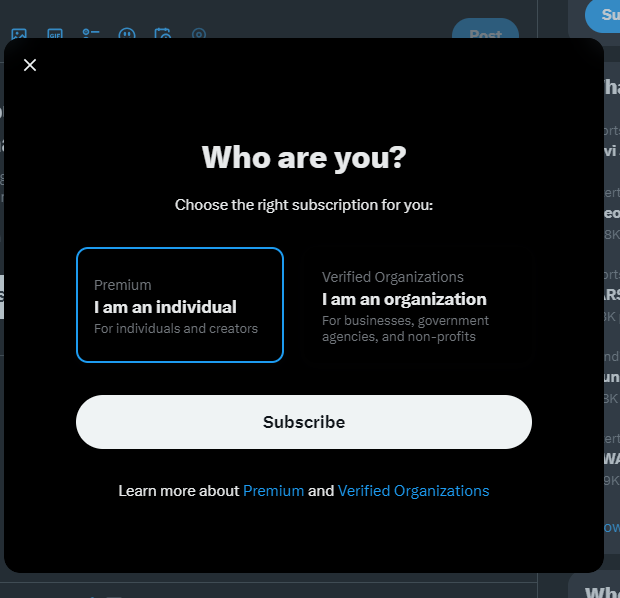 GIF
Post
Su
Who are you?
Choose the right subscription for you:
Premium
I am an individual
For individuals and creators
Verified Organizations
I am an organization
For businesses, government
agencies, and non-profits
Subscribe
Learn more about Premium and Verified Organizations